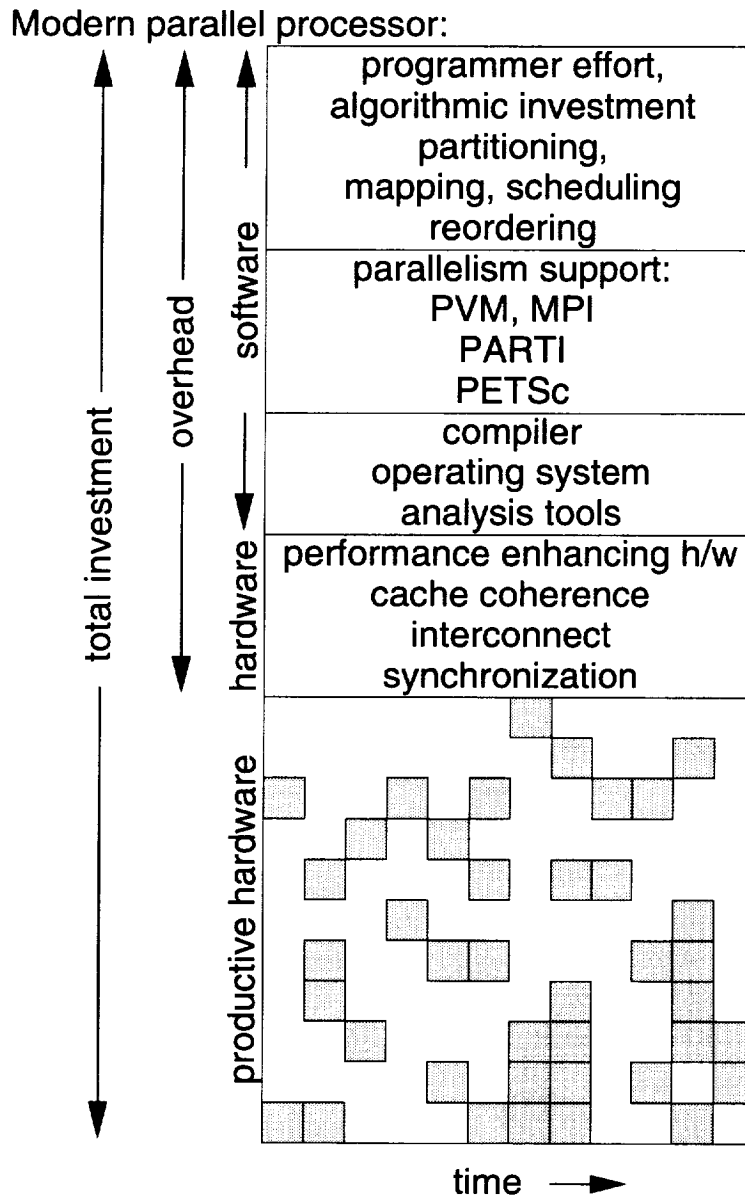 Modern parallel processor:
programmer effort,
algorithmic investment
partitioning,
mapping, scheduling
reordering
parallelism support:
PVM, MPI
PARTI
PETSc
compiler
operating system
analysis tools
performance enhancing h/w
cache coherence
interconnect
synchronization
total investment
overhead
software
hardware
productive hardware
time